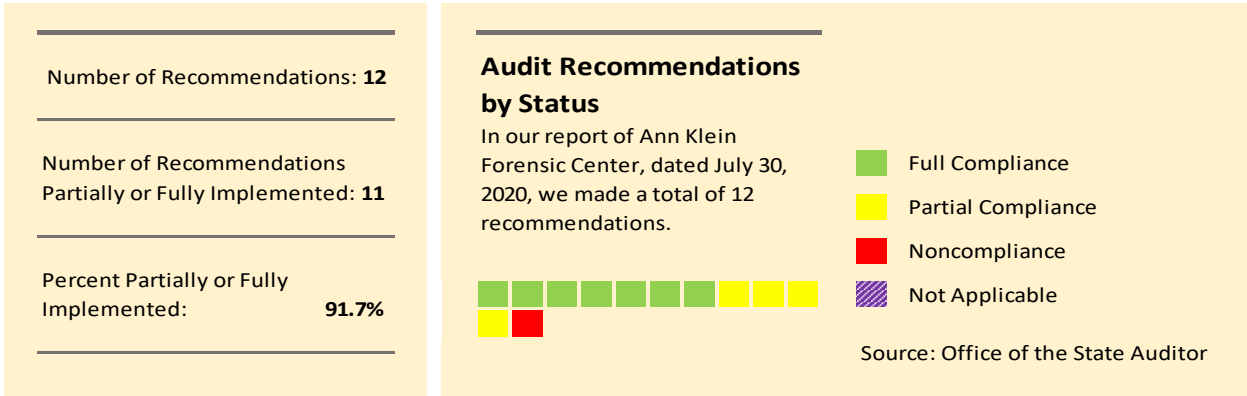 Number of Recommendations: 12
Number of Recommendations
Partially or Fully Implemented: 11
Percent Partially or Fully
Implemented: 91.7%
Audit Recommendations
by Status
In our report of Ann Klein
Forensic Center, dated July 30,
2020, we made a total of 12
recommendations.
Full Compliance
Partial Compliance
Noncompliance
Not Applicable
Source: Office of the State Auditor